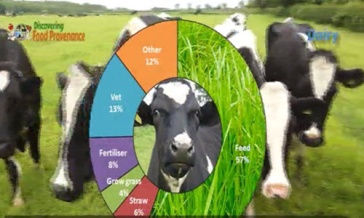 Discovering
Food Provenance
Dairy
Other
12%
Vet
13%
Feed
57%
Fertiliser
8%
Grow grass
4%
Straw
6%